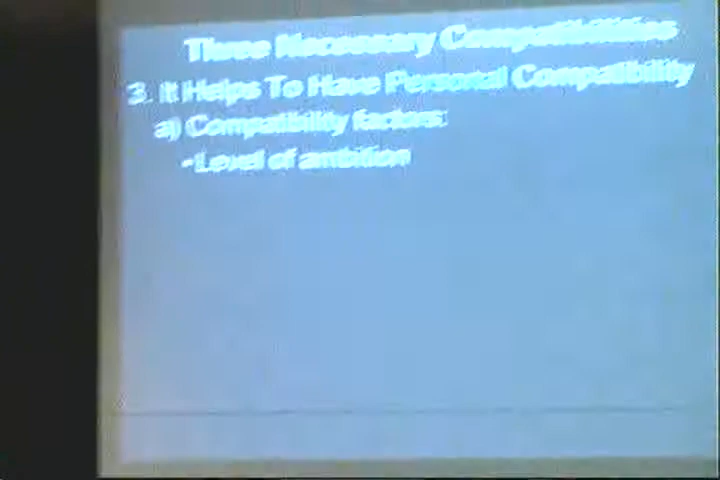 Three Necessary Compatibilities
3. It Helps To Have Personal Compatibility
a) Compatibility factors:
•Level of ambition